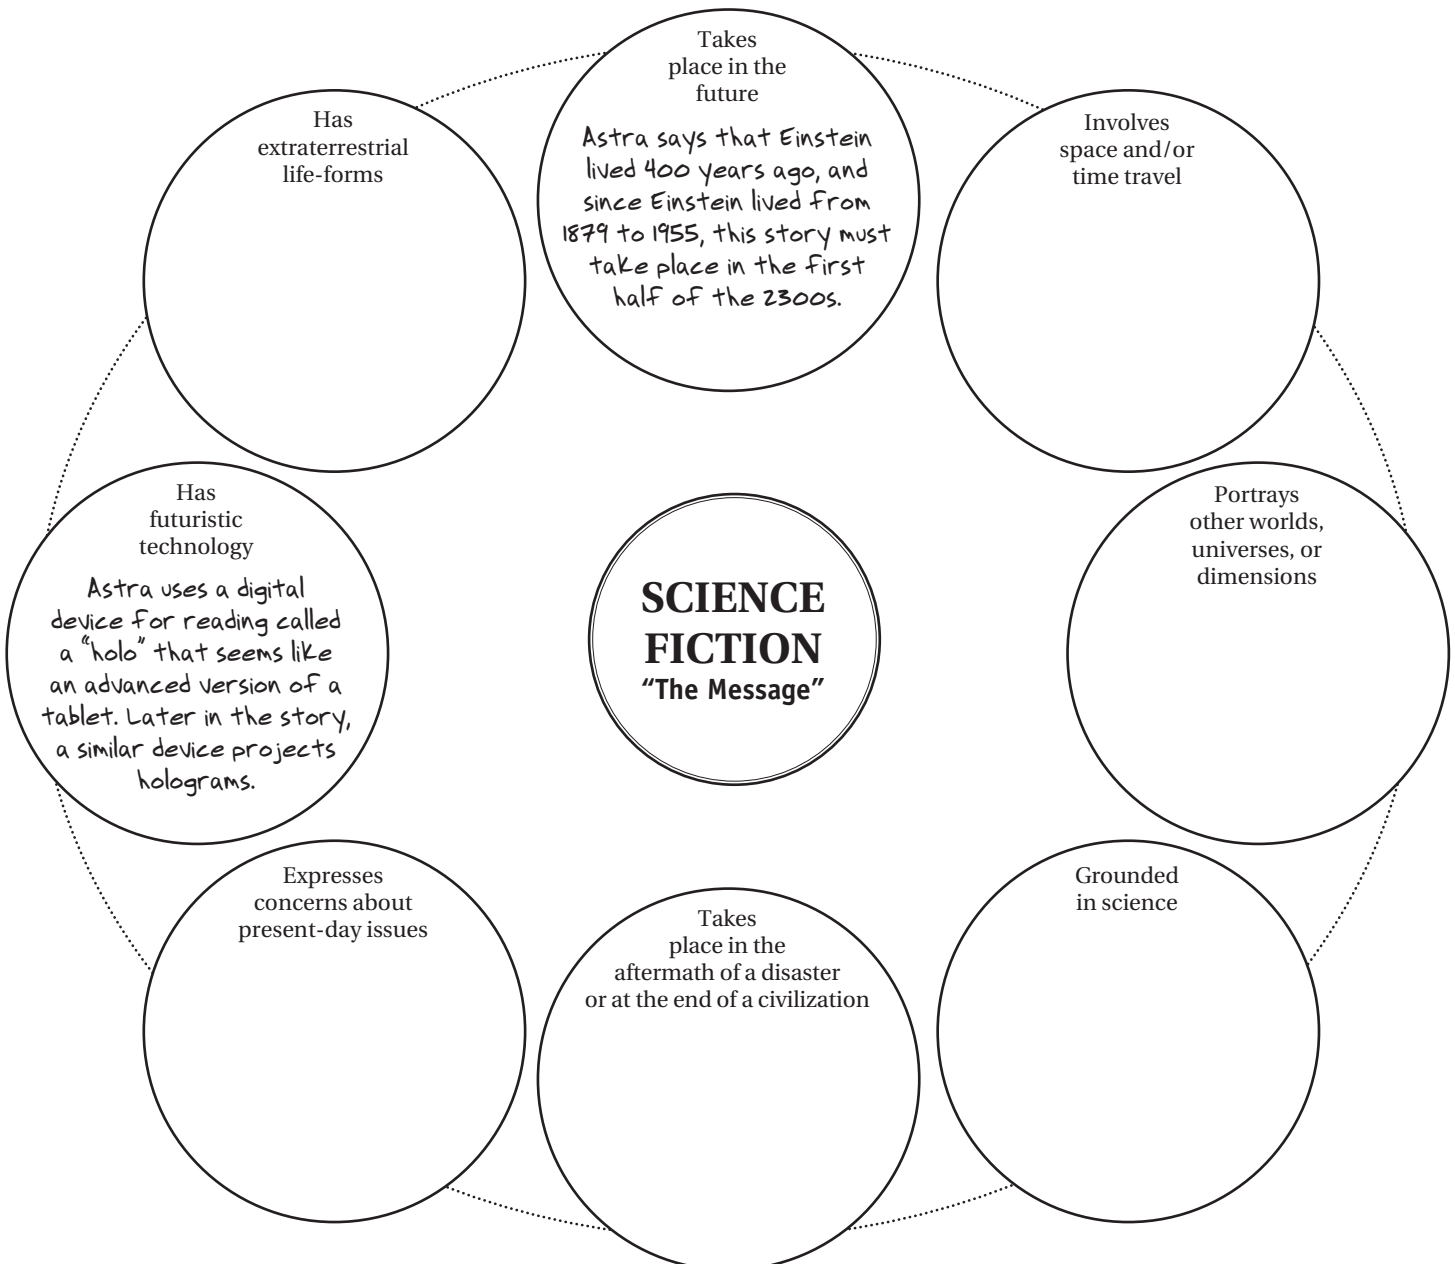 Takes
place in the
future
Astra says that Einstein
lived 400 years ago, and
since Einstein lived from
1879 to 1955, this story must
take place in the first
half of the 2300s.
Has
extraterrestrial
life-forms
Involves
space and/or
time travel
Has
futuristic
technology
Astra uses a digital
device for reading called
a "holo" that seems like
an advanced version of a
tablet. Later in the story,
a similar device projects
holograms.
SCIENCE
FICTION
“The Message”
Portrays
other worlds,
universes, or
dimensions
Expresses
concerns about
present-day issues
Takes
place in the
aftermath of a disaster
or at the end of a civilization
Grounded
in science